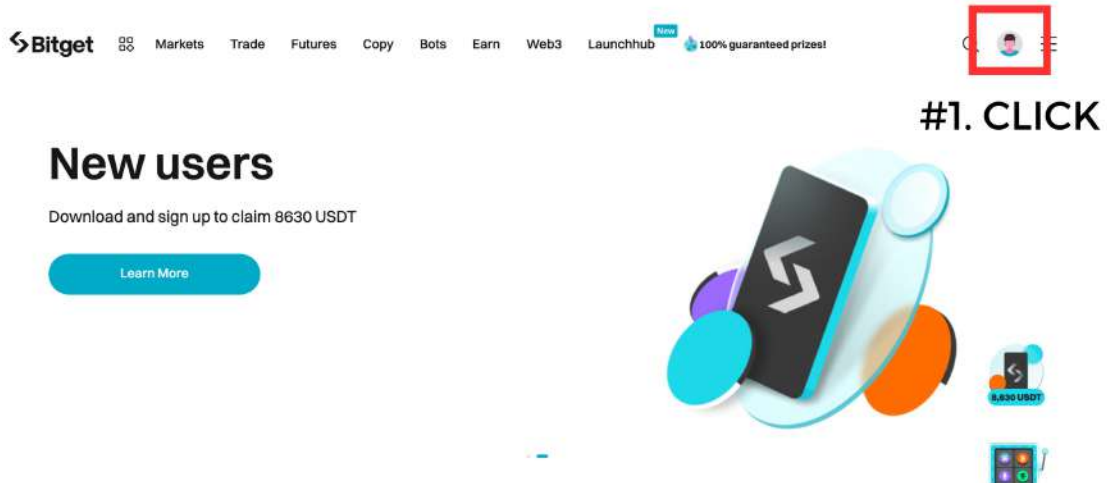 Bitget Markets Trade Futures Copy Bots Earn Web3 Launchhub New 100% guaranteed prizes!
#1. CLICK
New users
Download and sign up to claim 8630 USDT
Learn More
8,630 USDT